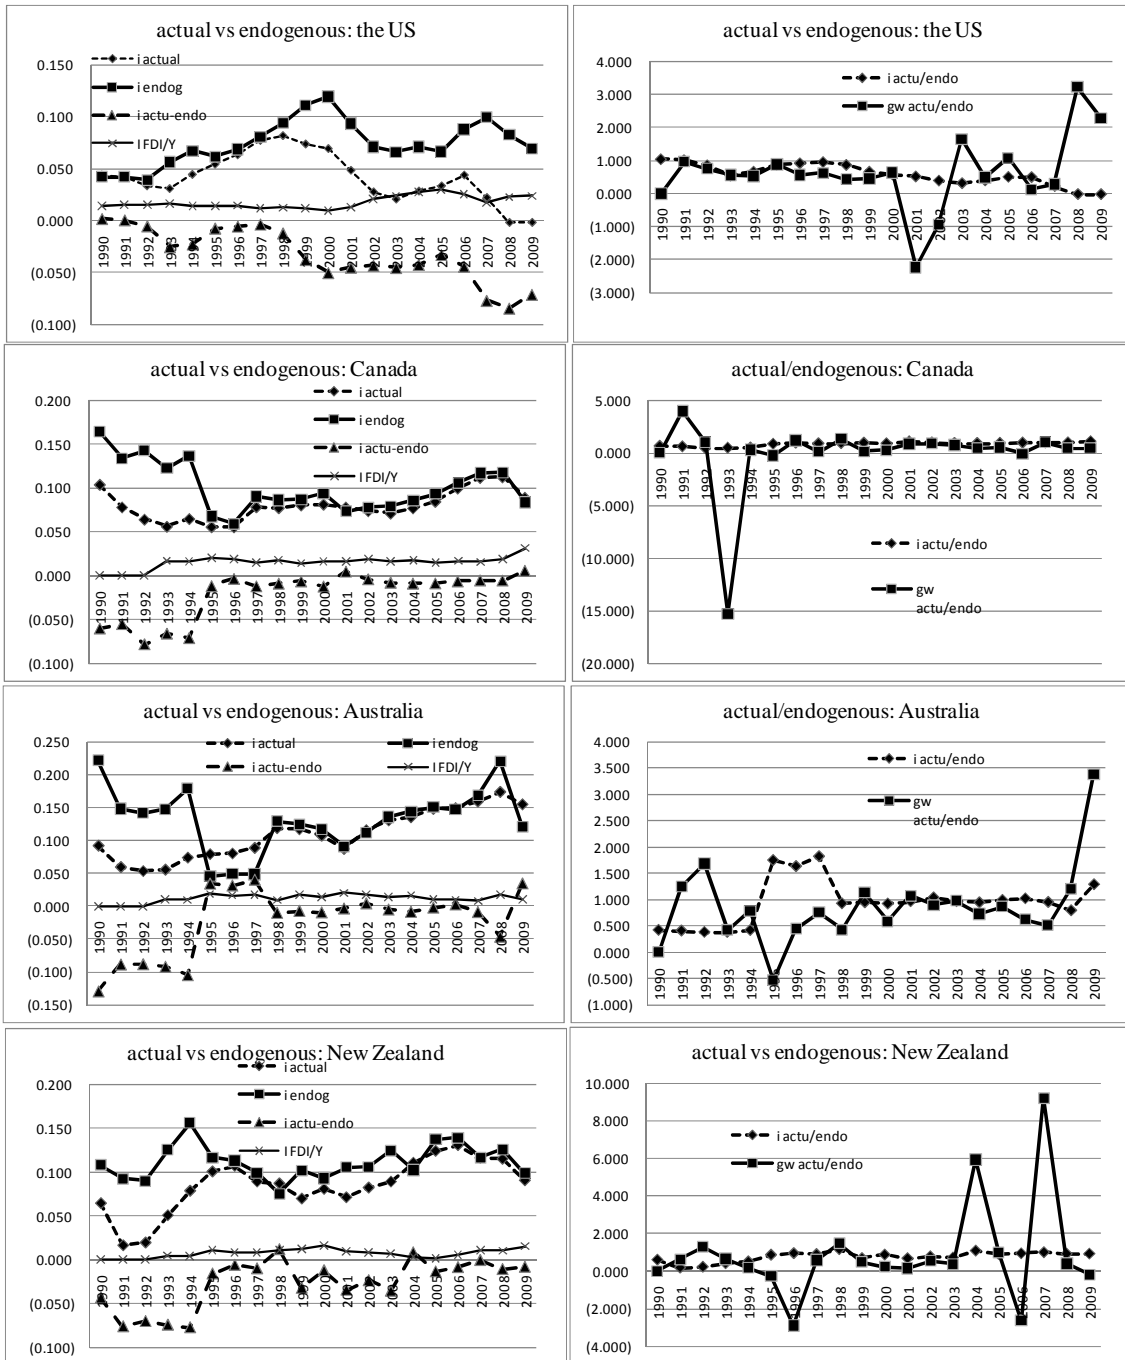 actual vs endogenous: the US
i actual
i endog
i actu-endo
I FDI/Y
0.150
0.100
0.050
0.000
(0.050)
(0.100)
1990 1991 1992 1993 1994 1995 1996 1997 1998 1999 2000 2001 2002 2003 2004 2005 2006 2007 2008 2009
actual vs endogenous: the US
i actu/endo
gw actu/endo
4.000
3.000
2.000
1.000
0.000
(1.000)
(2.000)
(3.000)
1990 1991 1992 1993 1994 1995 1996 1997 1998 1999 2000 2001 2002 2003 2004 2005 2006 2007 2008 2009
actual vs endogenous: Canada
i actual
i endog
i actu-endo
I FDI/Y
0.200
0.150
0.100
0.050
0.000
(0.050)
(0.100)
1990 1991 1992 1993 1994 1995 1996 1997 1998 1999 2000 2001 2002 2003 2004 2005 2006 2007 2008 2009
actual/endogenous: Canada
5.000
0.000
(5.000)
(10.000)
(15.000)
(20.000)
1990 1991 1992 1993 1994 1995 1996 1997 1998 1999 2000 2001 2002 2003 2004 2005 2006 2007 2008 2009
i actu/endo
gw
actu/endo
actual vs endogenous: Australia
i actual
i endog
i actu-endo
I FDI/Y
0.250
0.200
0.150
0.100
0.050
0.000
(0.050)
(0.100)
(0.150)
1990 1991 1992 1993 1994 1995 1996 1997 1998 1999 2000 2001 2002 2003 2004 2005 2006 2007 2008 2009
actual/endogenous: Australia
i actu/endo
gw
actu/endo
4.000
3.500
3.000
2.500
2.000
1.500
1.000
0.500
0.000
(0.500)
(1.000)
1990 1991 1992 1993 1994 1995 1996 1997 1998 1999 2000 2001 2002 2003 2004 2005 2006 2007 2008 2009
actual vs endogenous: New Zealand
i actual
i endog
i actu-endo
I FDI/Y
0.200
0.150
0.100
0.050
0.000
(0.050)
(0.100)
1990 1991 1992 1993 1994 1995 1996 1997 1998 1999 2000 2001 2002 2003 2004 2005 2006 2007 2008 2009
actual vs endogenous: New Zealand
i actu/endo
gw actu/endo
10.000
8.000
6.000
4.000
2.000
0.000
(2.000)
(4.000)
1990 1991 1992 1993 1994 1995 1996 1997 1998 1999 2000 2001 2002 2003 2004 2005 2006 2007 2008 2009